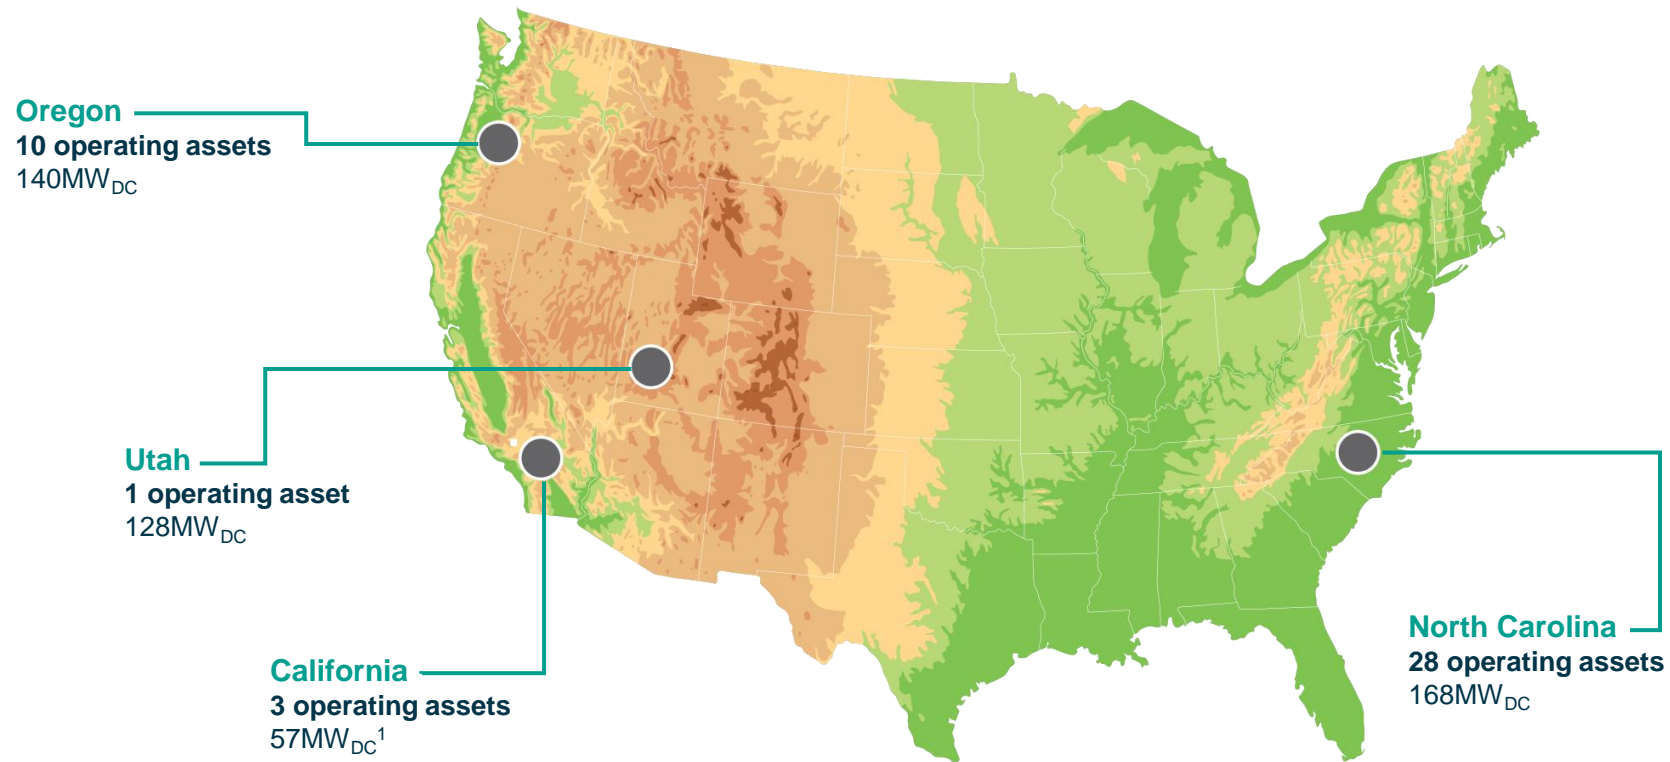 Oregon
10 operating assets
140MWDC
Utah
1 operating asset
128MWDC
California
3 operating assets
57MWDC1
North Carolina
28 operating assets
168MWDC